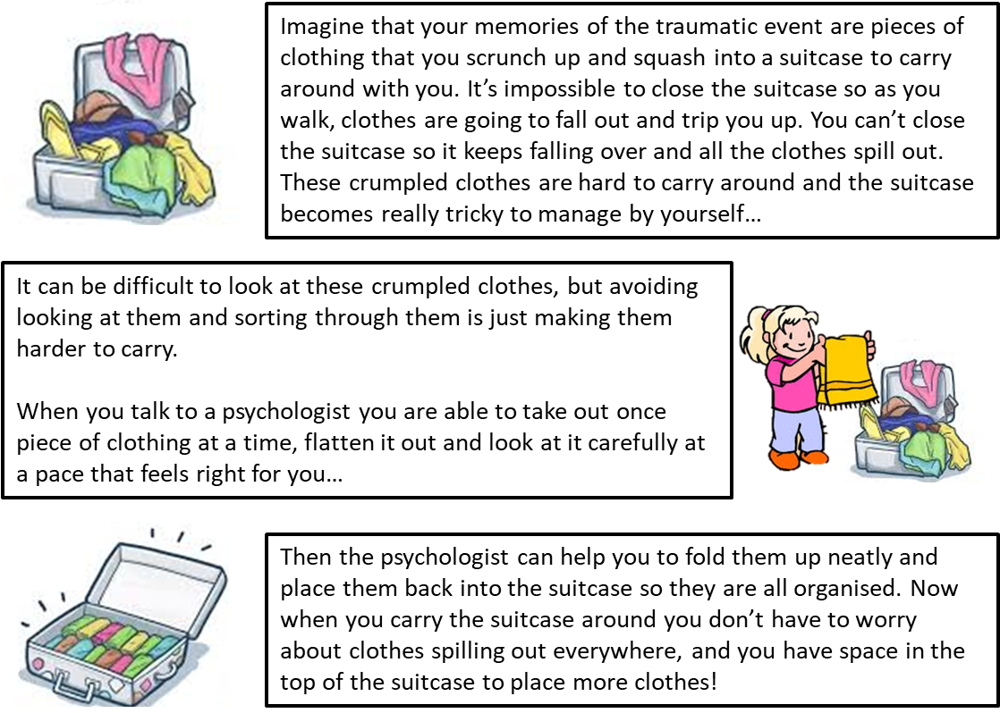 Imagine that your memories of the traumatic event are pieces of
clothing that you scrunch up and squash into a suitcase to carry
around with you. It’s impossible to close the suitcase so as you
walk, clothes are going to fall out and trip you up. You can’t close
the suitcase so it keeps falling over and all the clothes spill out.
These crumpled clothes are hard to carry around and the suitcase
becomes really tricky to manage by yourself…
It can be difficult to look at these crumpled clothes, but avoiding
looking at them and sorting through them is just making them
harder to carry.
When you talk to a psychologist you are able to take out once
piece of clothing at a time, flatten it out and look at it carefully at
a pace that feels right for you…
Then the psychologist can help you to fold them up neatly and
place them back into the suitcase so they are all organised. Now
when you carry the suitcase around you don’t have to worry
about clothes spilling out everywhere, and you have space in the
top of the suitcase to place more clothes!